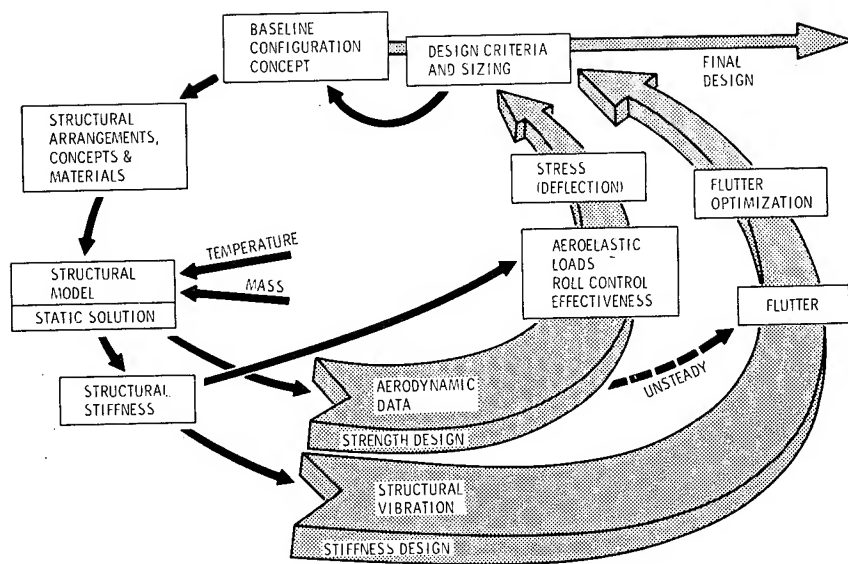 BASELINE
CONFIGURATION
CONCEPT
DESIGN CRITERIA
AND SIZING
FINAL
DESIGN
STRUCTURAL
ARRANGEMENTS,
CONCEPTS &
MATERIALS
STRESS
(DEFLECTION)
FLUTTER
OPTIMIZATION
TEMPERATURE
STRUCTURAL
MODEL
MASS
STATIC SOLUTION
AEROELASTIC
LOADS
ROLL CONTROL
EFFECTIVENESS
FLUTTER
STRUCTURAL
STIFFNESS
AERODYNAMIC
DATA
UNSTEADY
STRENGTH DESIGN
STRUCTURAL
VIBRATION
STIFFNESS DESIGN